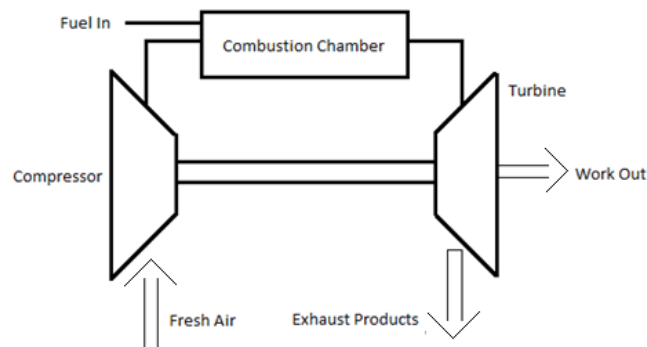 Fuel In
Combustion Chamber
Turbine
Compressor
Work Out
Fresh Air
Exhaust Products